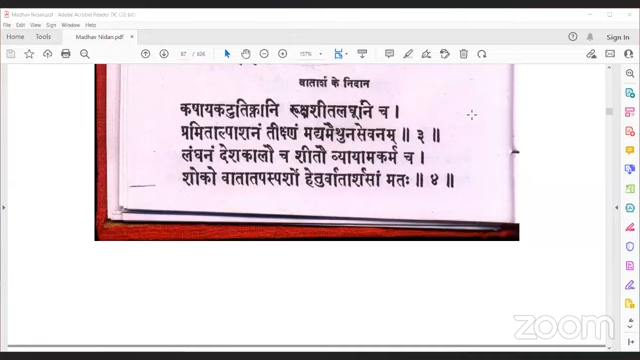 Madhav Nidan.pdf - Adobe Acrobat Reader DC (32-bit)
File Edit View Sign Window Help
Home Tools Madhav Nidan.pdf × Sign In
87 / 826 157%
वातार्श के निदान
कषायकटुतिक्तानि रूक्षशीतलघूनि च ।
प्रमिताल्पाशनं तीक्ष्णं मद्यमैथुनसेवनम् ॥ ३ ॥
लंघनं देशकालौ च शीतौ व्यायामकर्म च ।
शोको वातातपस्पर्शो हेतुर्वातार्शसां मतः ॥ ४ ॥
zoom